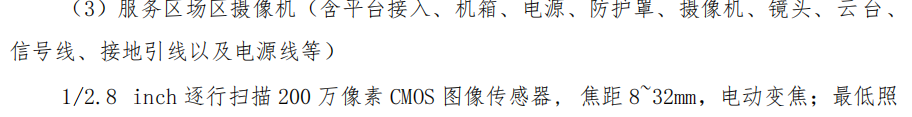 （3）服务区场区摄像机（含平台接入、机箱、电源、防护罩、摄像机、镜头、云台、
信号线、接地引线以及电源线等）
1/2.8 inch 逐行扫描 200 万像素 CMOS 图像传感器, 焦距 8~32mm，电动变焦；最低照